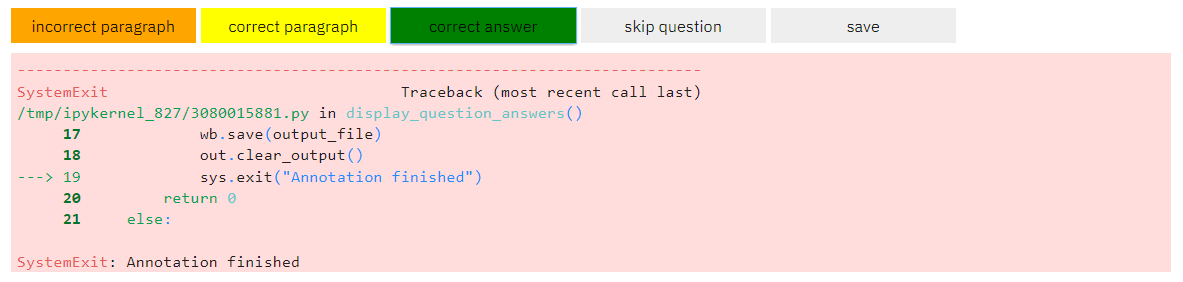 incorrect paragraph correct paragraph correct answer skip question save
---------------------------------------------------------------------------
SystemExit                                Traceback (most recent call last)
/tmp/ipykernel_827/3080015881.py in display_question_answers()
     17             wb.save(output_file)
     18             out.clear_output()
---> 19             sys.exit("Annotation finished")
     20         return 0
     21     else:
SystemExit: Annotation finished